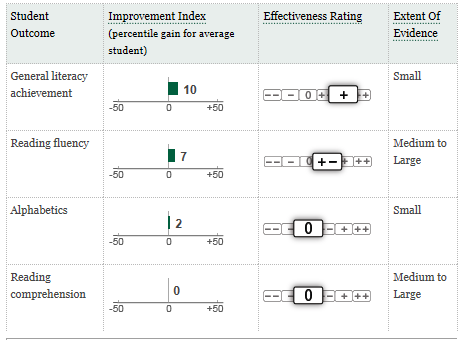 Student Outcome
Improvement Index (percentile gain for average student)
Effectiveness Rating
Extent Of Evidence
General literacy achievement
10
-50 0 +50
-- - 0 + + ++
Small
Reading fluency
7
-50 0 +50
-- - 0 +- + ++
Medium to Large
Alphabetics
2
-50 0 +50
-- - 0 +- + ++
Small
Reading comprehension
0
-50 0 +50
-- - 0 +- + ++
Medium to Large